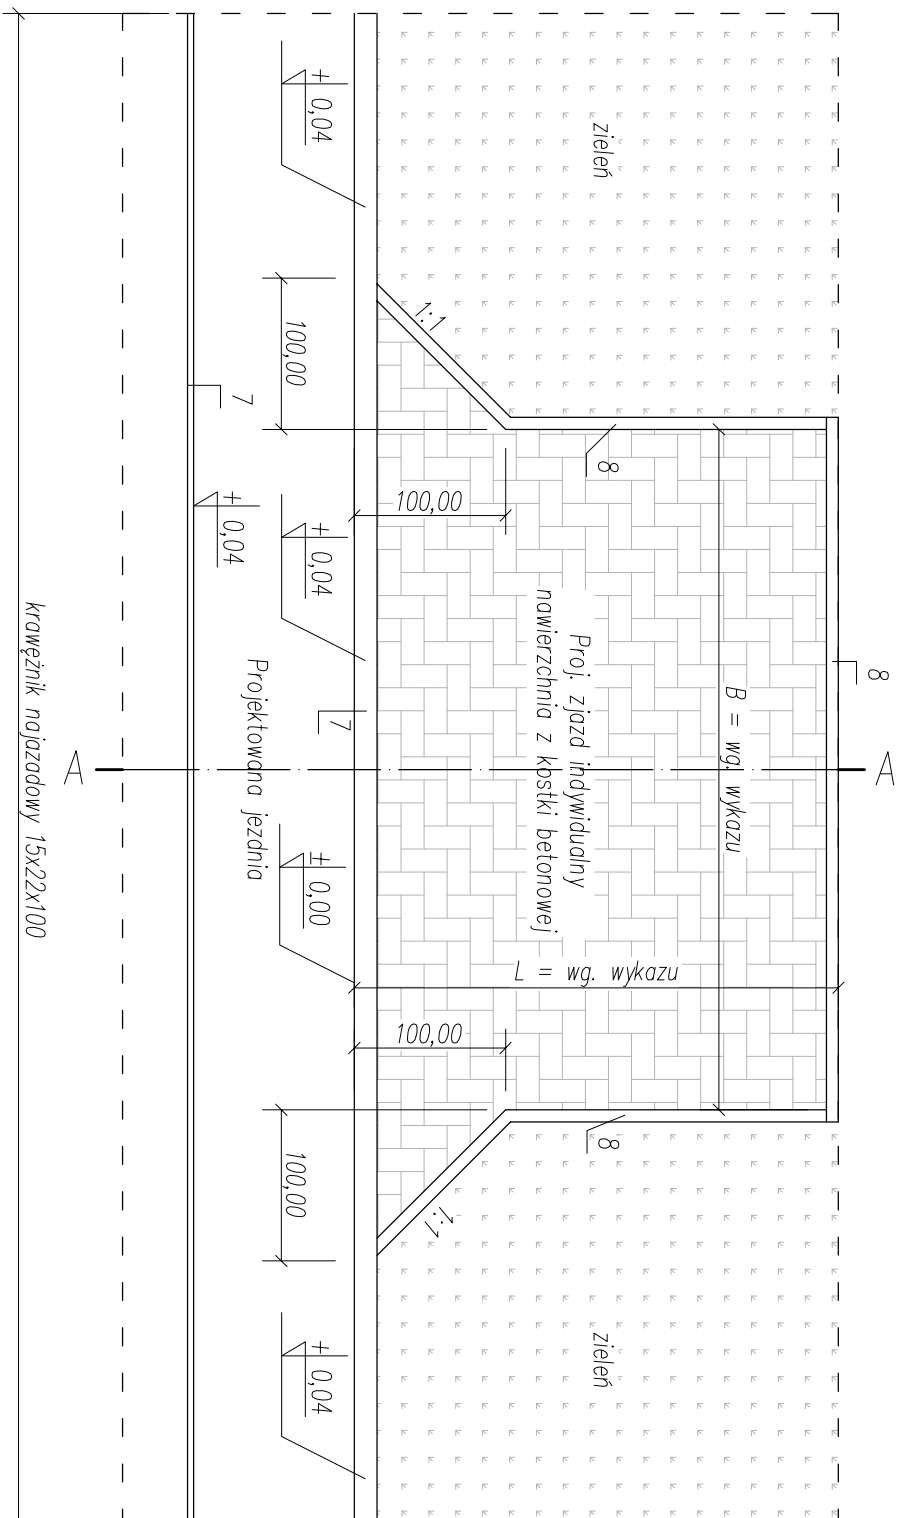 zieleń
+ 0,04
1:1
100,00
7
8
100,00
+ 0,04
+ 0,04
Proj. zjazd indywidualny
nawierzchnia z kostki betonowej
B = wg. wykazu
8
7
Projektowana jezdnia
krawężnik najazdowy 15x22x100
A
A
± 0,00
L = wg. wykazu
100,00
8
100,00
1:1
zieleń
+ 0,04